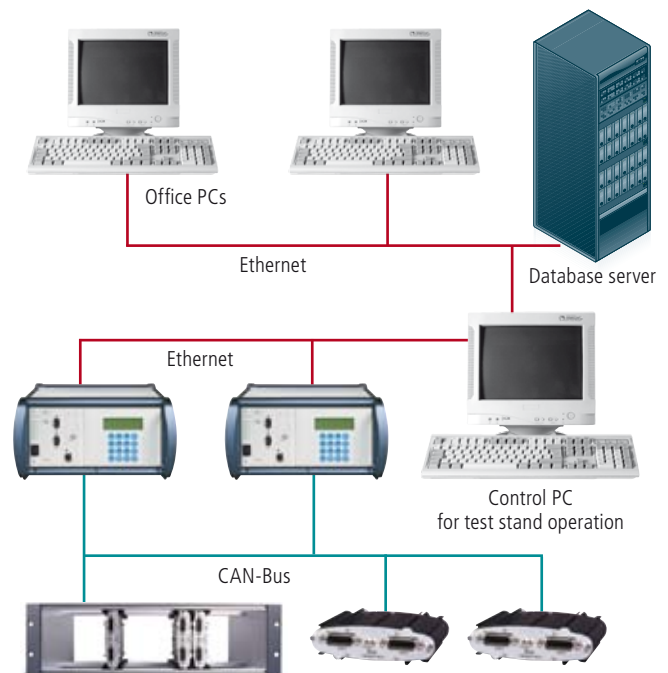 Office PCs
Ethernet
Database server
Ethernet
Control PC
for test stand operation
CAN-Bus